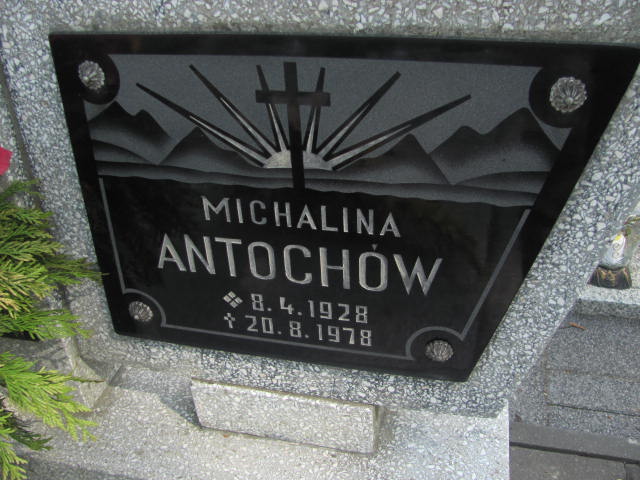 MICHALINA
ANTOCHÓW
❖ 8.4.1928
✝ 20.8.1978